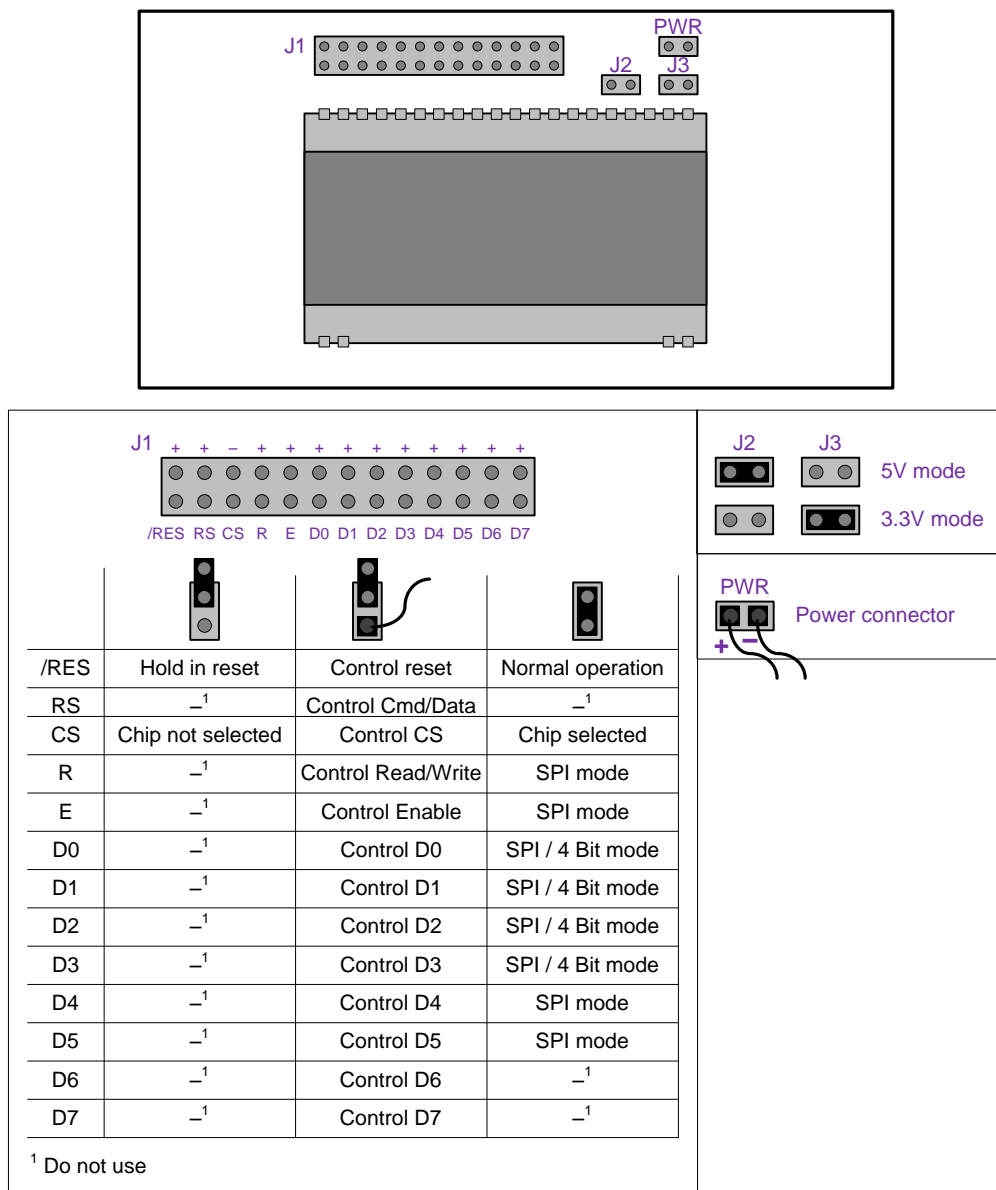 PWR
J1
J2 J3
J1 + + – + + + + + + + + + +
/RES RS CS R E D0 D1 D2 D3 D4 D5 D6 D7
/RES Hold in reset Control reset Normal operation
RS –¹ Control Cmd/Data –¹
CS Chip not selected Control CS Chip selected
R –¹ Control Read/Write SPI mode
E –¹ Control Enable SPI mode
D0 –¹ Control D0 SPI / 4 Bit mode
D1 –¹ Control D1 SPI / 4 Bit mode
D2 –¹ Control D2 SPI / 4 Bit mode
D3 –¹ Control D3 SPI / 4 Bit mode
D4 –¹ Control D4 SPI mode
D5 –¹ Control D5 SPI mode
D6 –¹ Control D6 –¹
D7 –¹ Control D7 –¹
¹ Do not use
J2 J3
5V mode
3.3V mode
PWR
Power connector
+ –